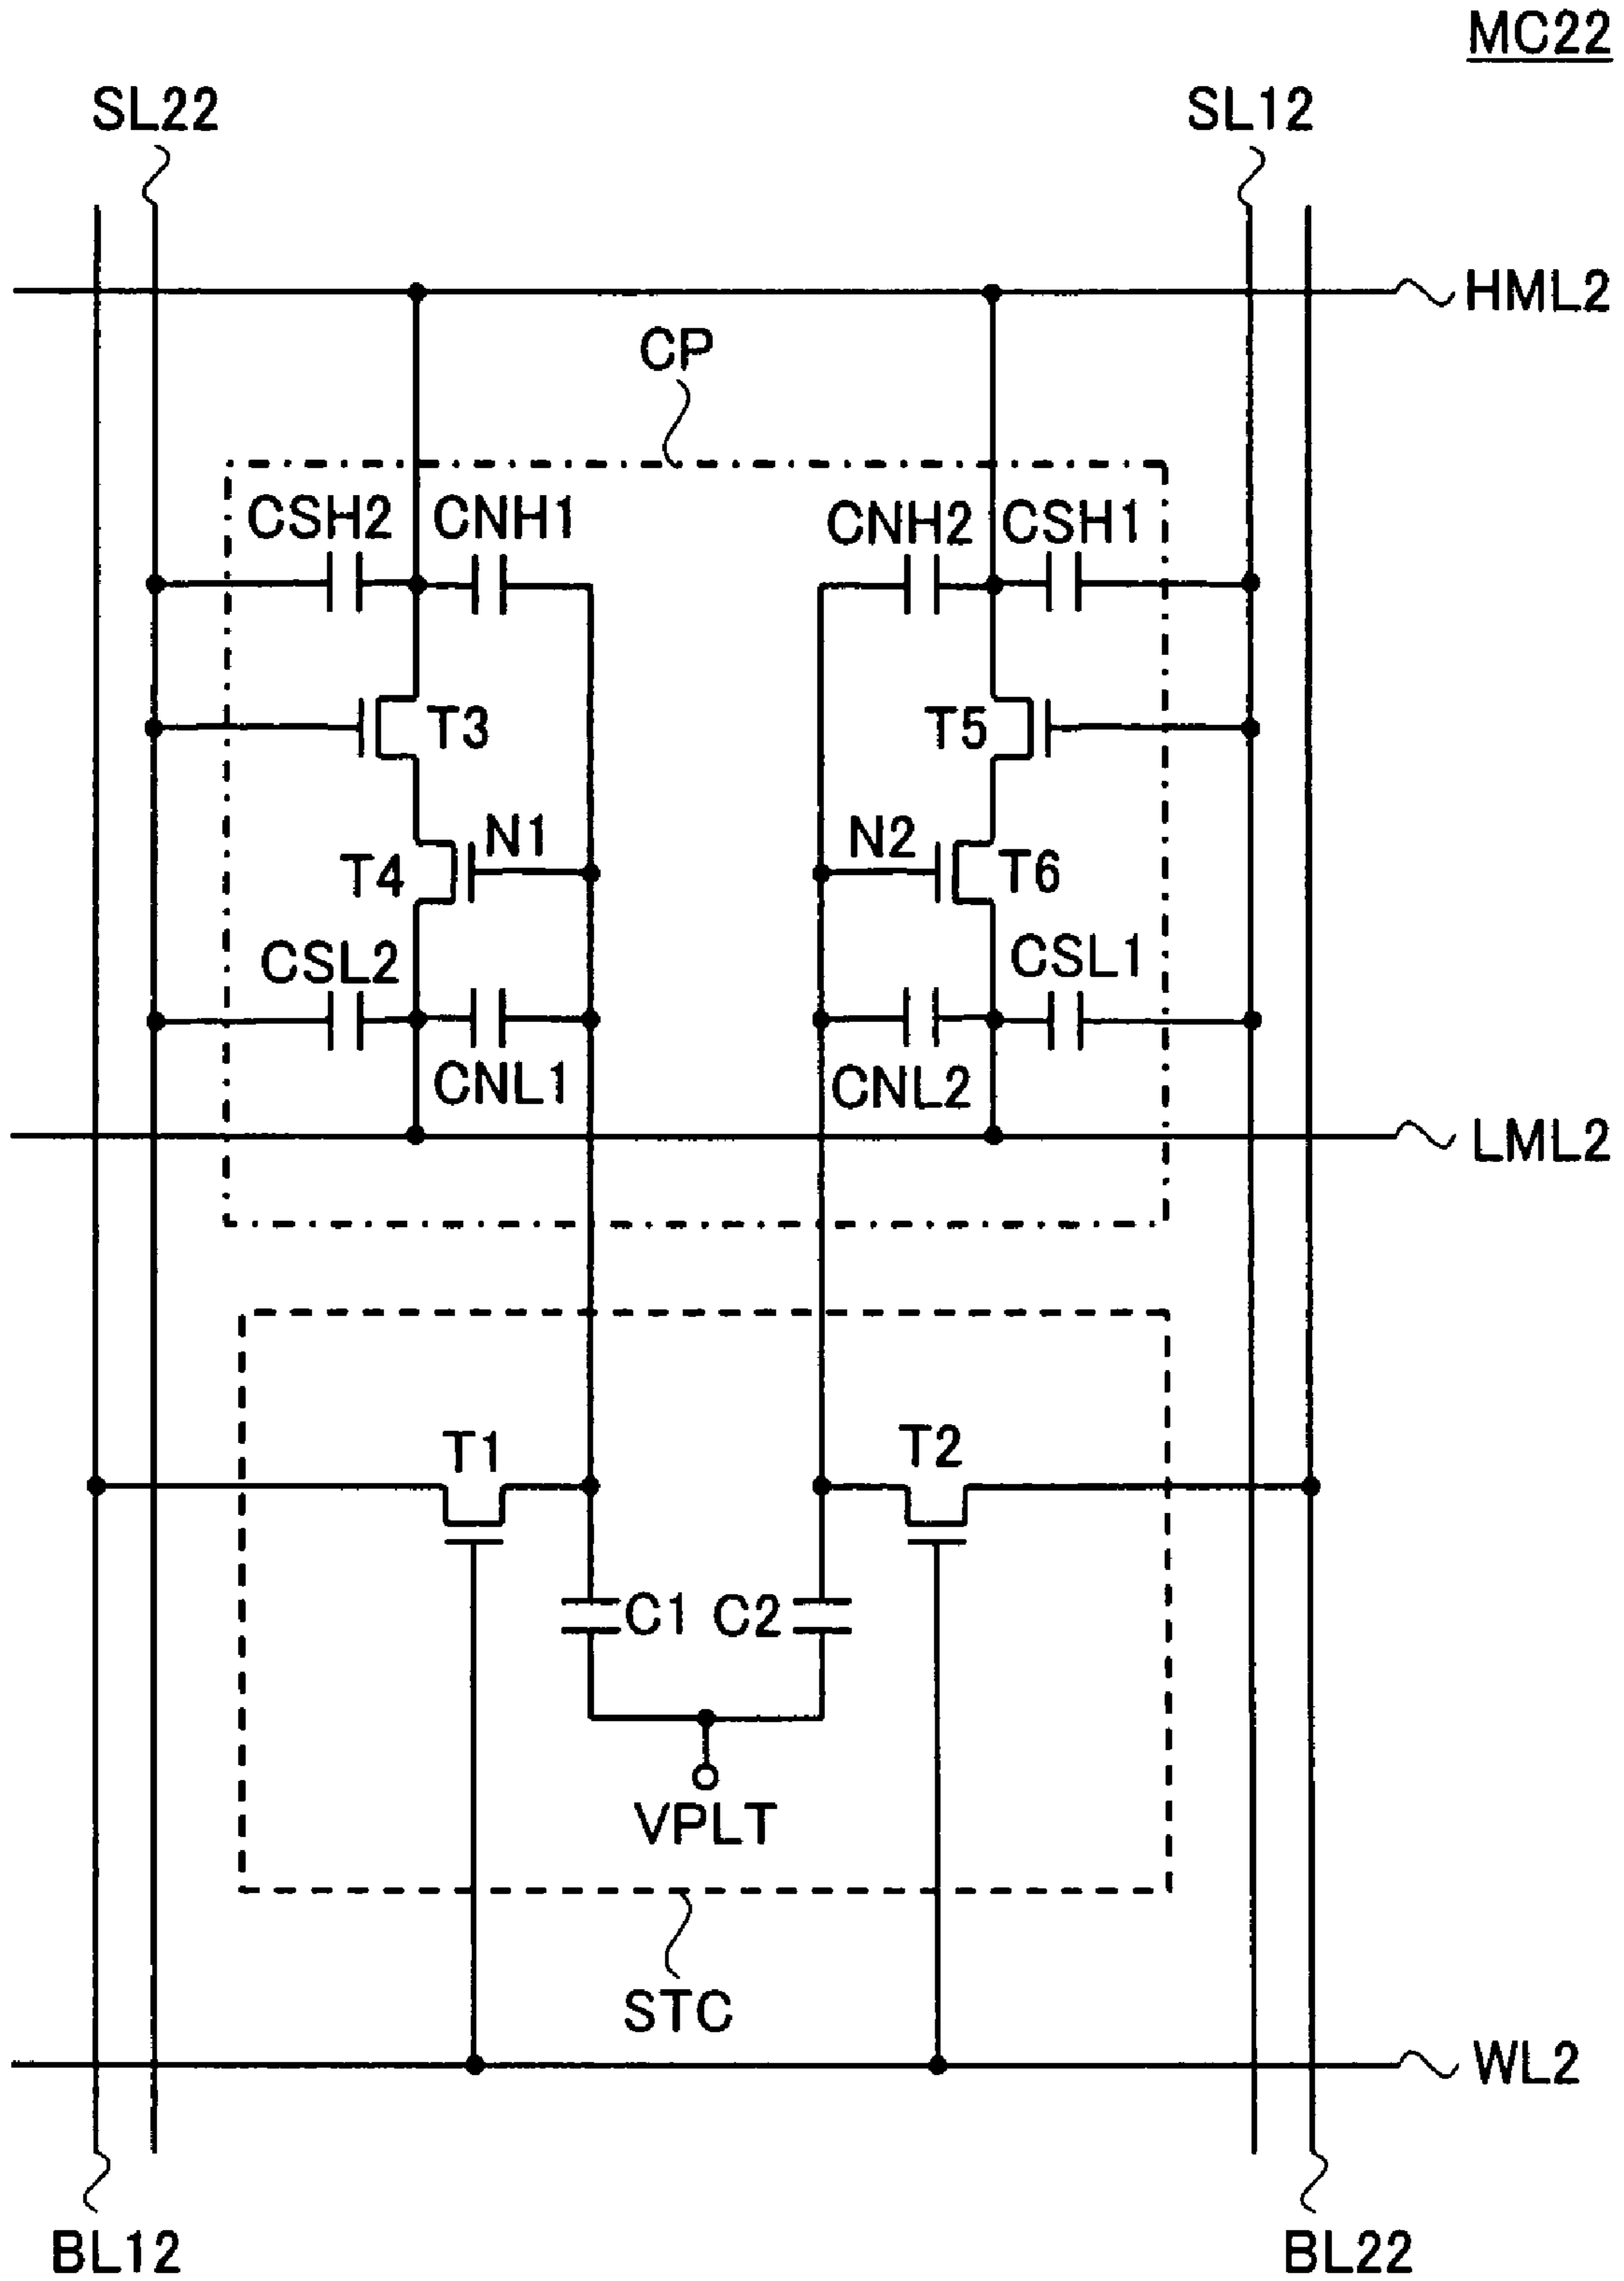 MC22
SL22
SL12
HML2
CP
CSH2
CNH1
CNH2
CSH1
T3
T5
N1
N2
T4
T6
CSL2
CSL1
CNL1
CNL2
LML2
T1
T2
C1
C2
VPLT
STC
WL2
BL12
BL22